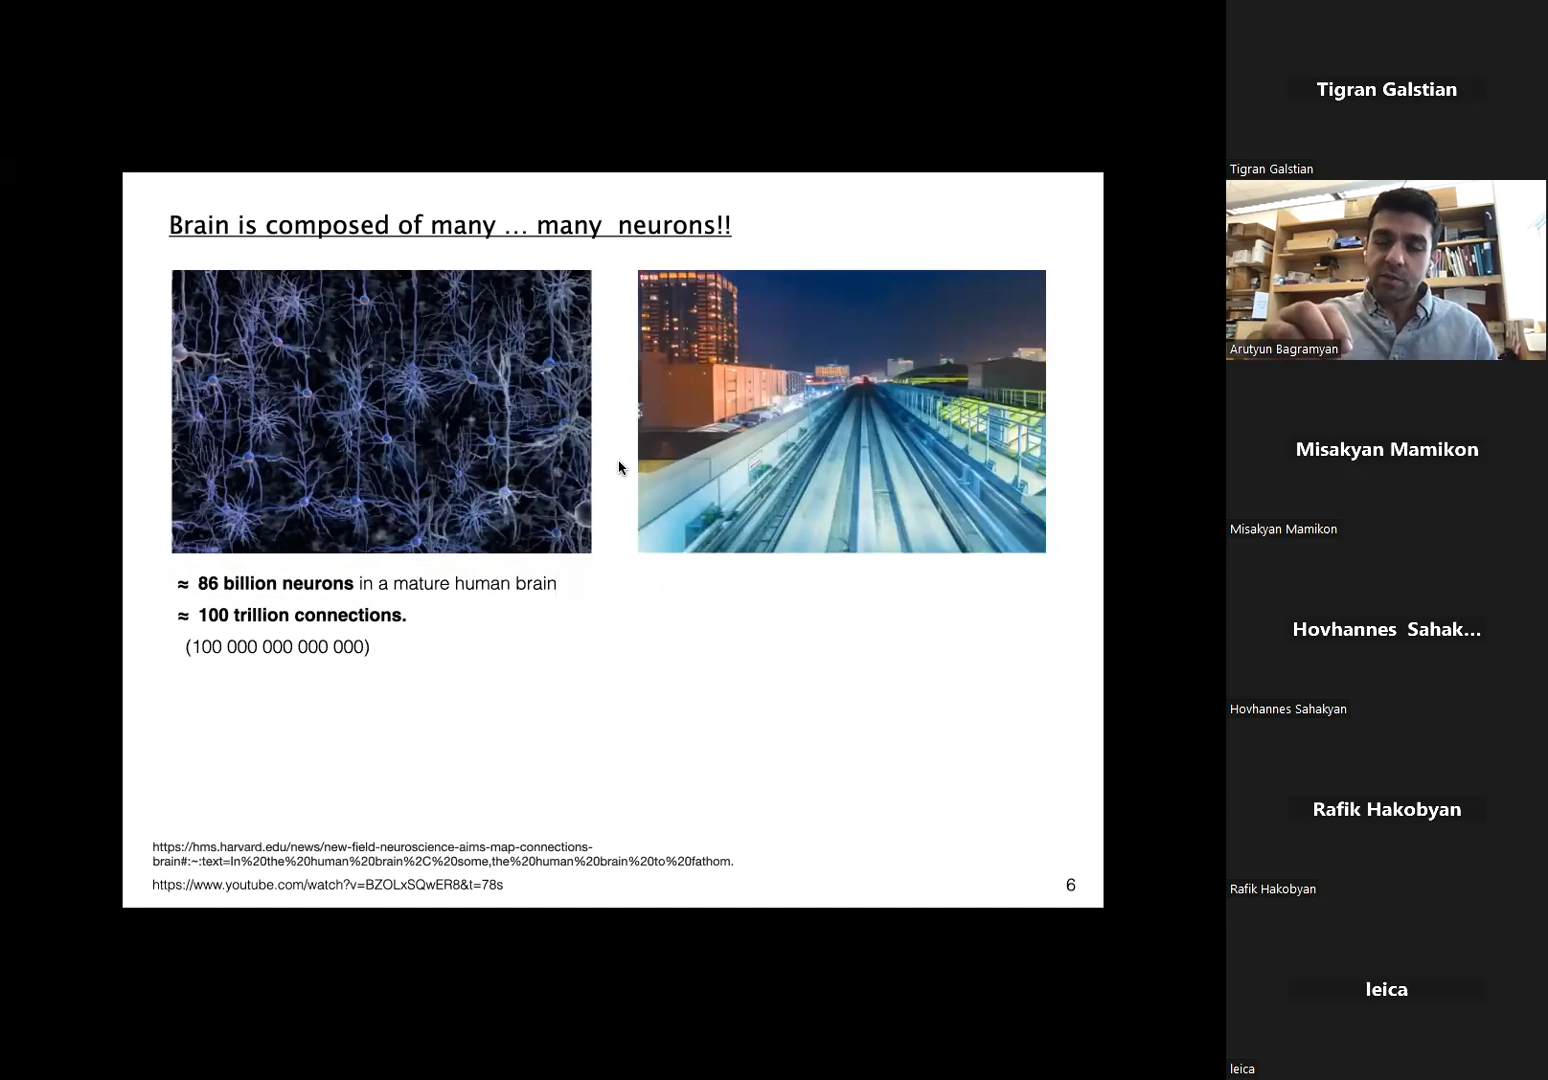 Brain is composed of many ... many neurons!!
≈ 86 billion neurons in a mature human brain
≈ 100 trillion connections.
(100 000 000 000 000)
https://hms.harvard.edu/news/new-field-neuroscience-aims-map-connections-
brain#:~:text=In%20the%20human%20brain%2C%20some,the%20human%20brain%20to%20fathom.
https://www.youtube.com/watch?v=BZOLxSQwER8&t=78s
6
Tigran Galstian
Tigran Galstian
Arutyun Bagramyan
Misakyan Mamikon
Misakyan Mamikon
Hovhannes Sahak...
Hovhannes Sahakyan
Rafik Hakobyan
Rafik Hakobyan
leica
leica